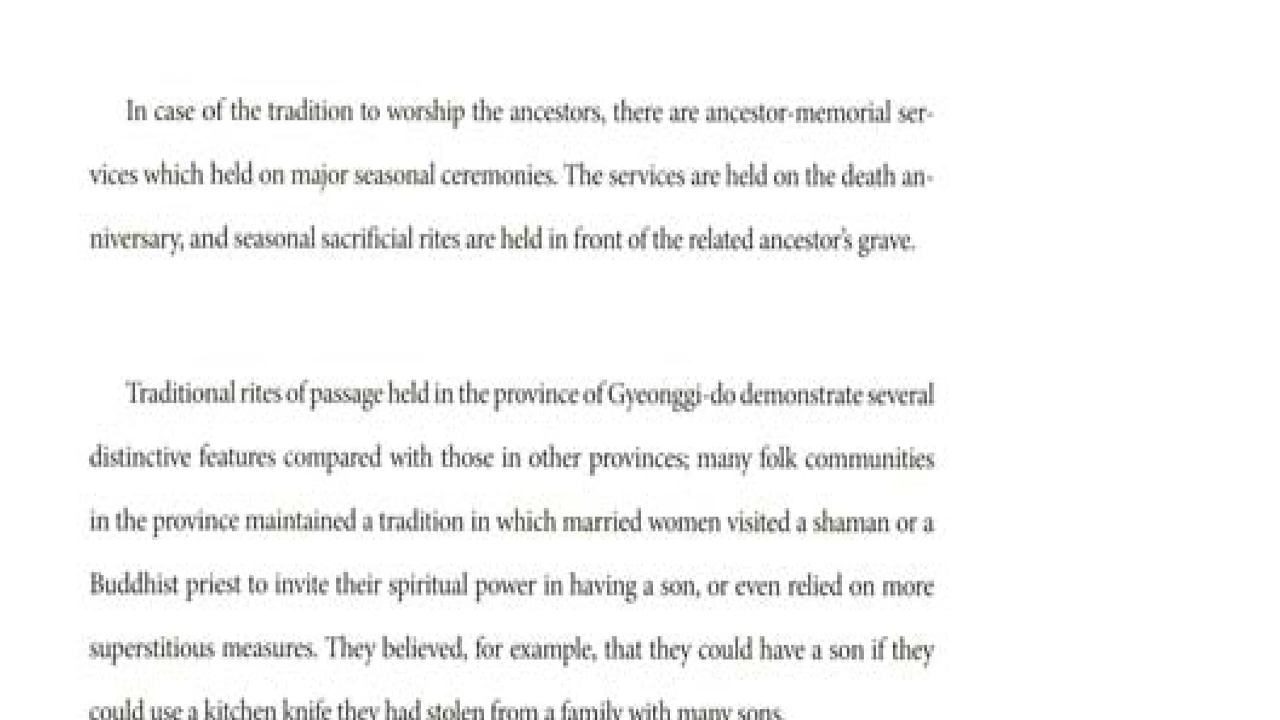 In case of the tradition to worship the ancestors, there are ancestor-memorial ser-
vices which held on major seasonal ceremonies. The services are held on the death an-
niversary, and seasonal sacrificial rites are held in front of the related ancestor's grave.
Traditional rites of passage held in the province of Gyeonggi-do demonstrate several
distinctive features compared with those in other provinces; many folk communities
in the province maintained a tradition in which married women visited a shaman or a
Buddhist priest to invite their spiritual power in having a son, or even relied on more
superstitious measures. They believed, for example, that they could have a son if they
could use a kitchen knife they had stolen from a family with many sons.